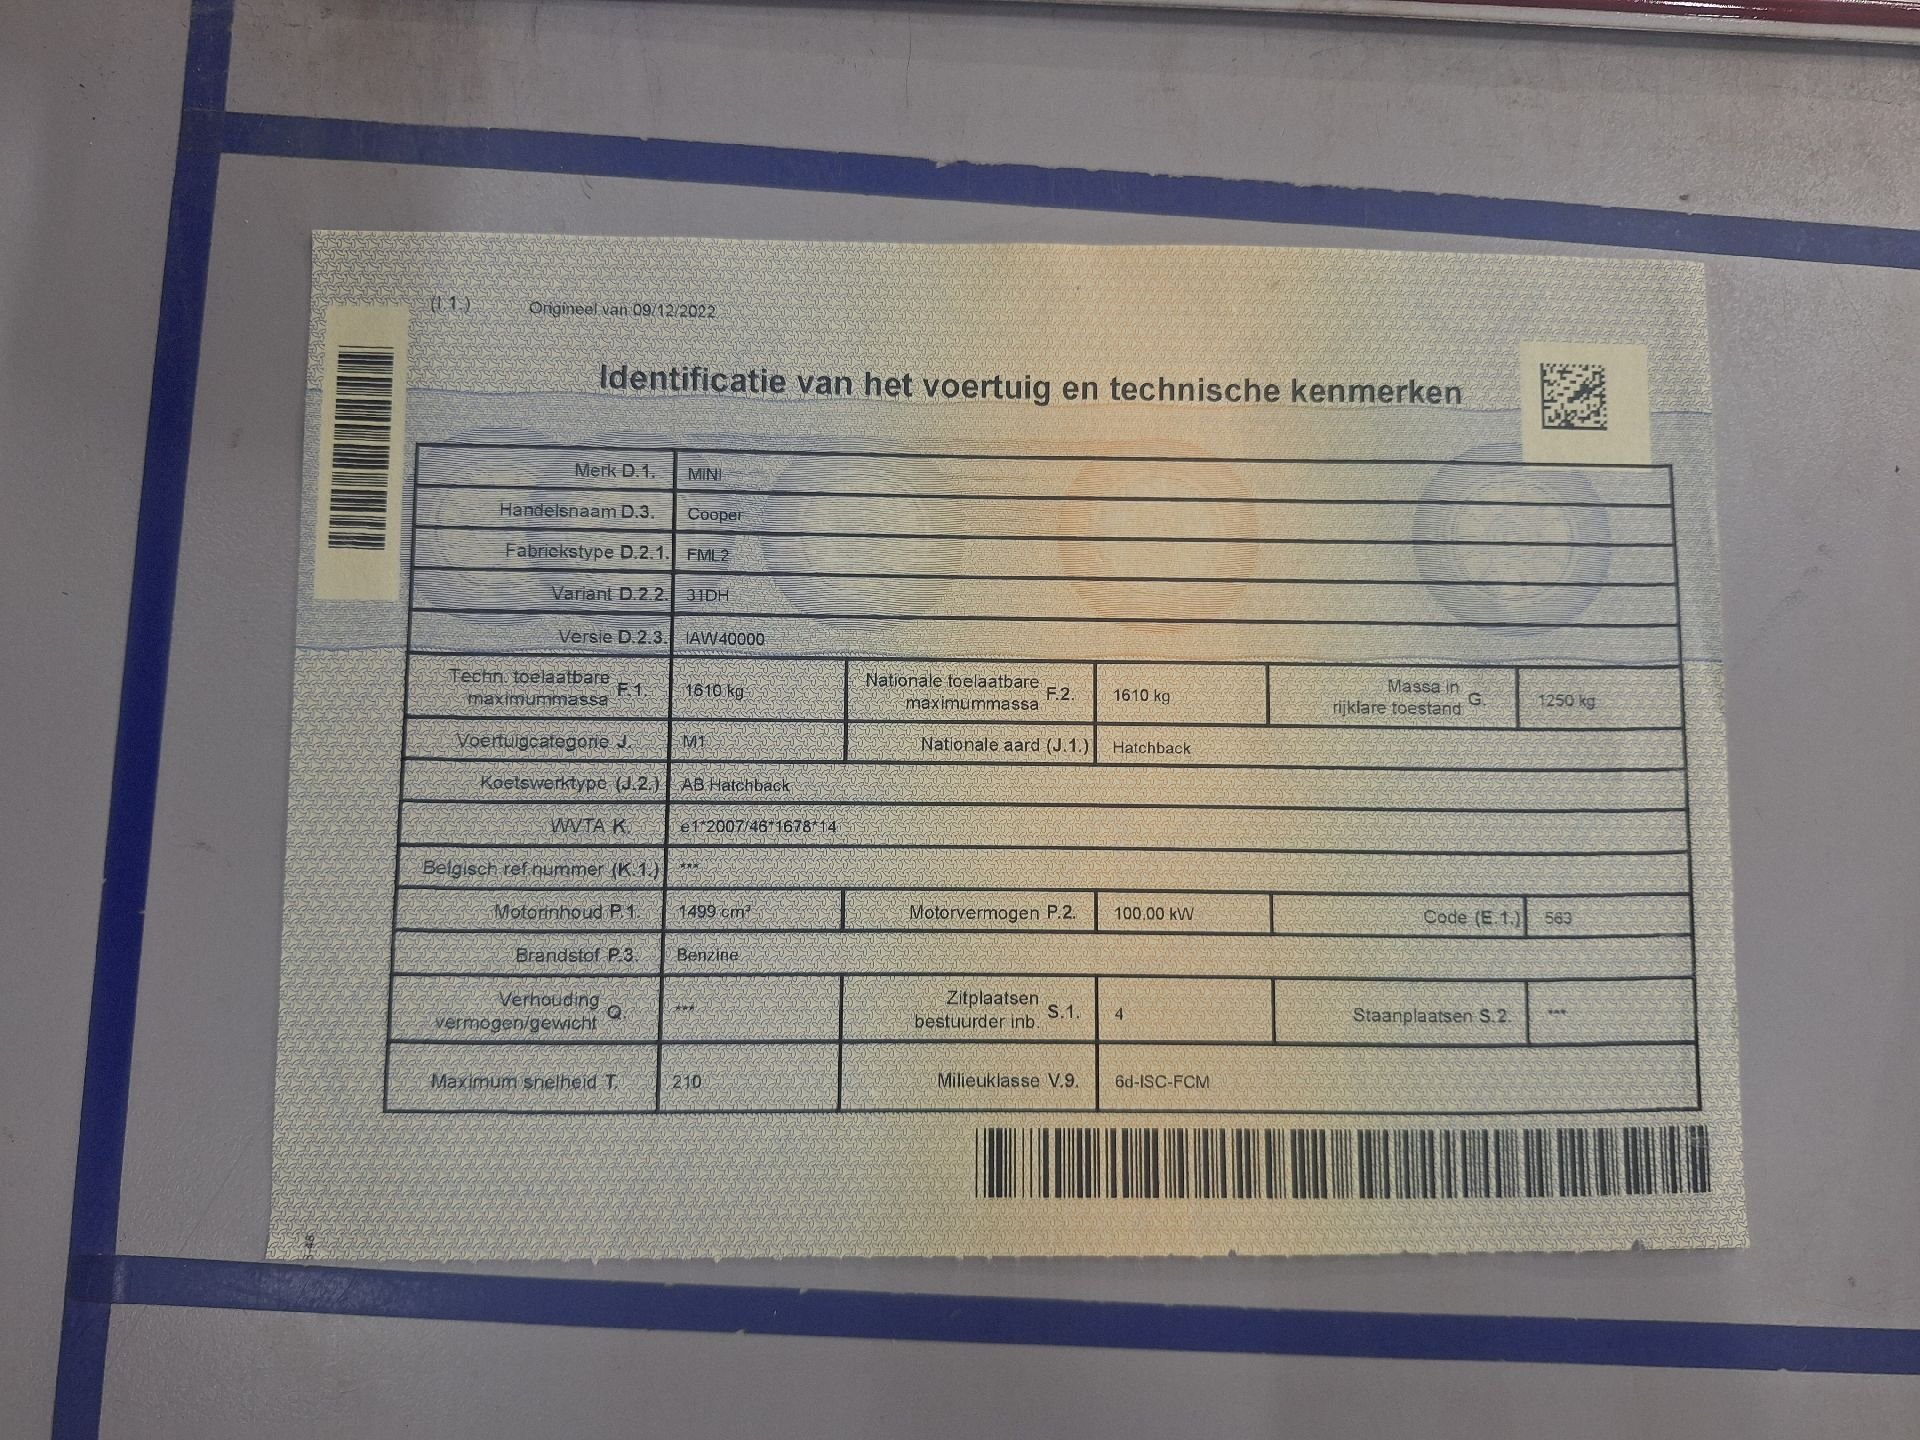 (I.1.) Origineel van 09/12/2022
Identificatie van het voertuig en technische kenmerken
Merk D.1. MINI
Handelsnaam D.3. Cooper
Fabriekstype D.2.1. FML2
Variant D.2.2. 31DH
Versie D.2.3. IAW40000
Techn. toelaatbare maximummassa F.1. 1610 kg Nationale toelaatbare maximummassa F.2. 1610 kg Massa in rijklare toestand G. 1250 kg
Voertuigcategorie J. M1 Nationale aard (J.1.) Hatchback
Koetswerktype (J.2.) AB Hatchback
WVTA K. e1*2007/46*1678*14
Belgisch ref.nummer (K.1.) ***
Motorinhoud P.1. 1499 cm³ Motorvermogen P.2. 100.00 kW Code (E.1.) 563
Brandstof P.3. Benzine
Verhouding vermogen/gewicht Q. *** Zitplaatsen bestuurder inb. S.1. 4 Staanplaatsen S.2. ***
Maximum snelheid T. 210 Milieuklasse V.9. 6d-ISC-FCM